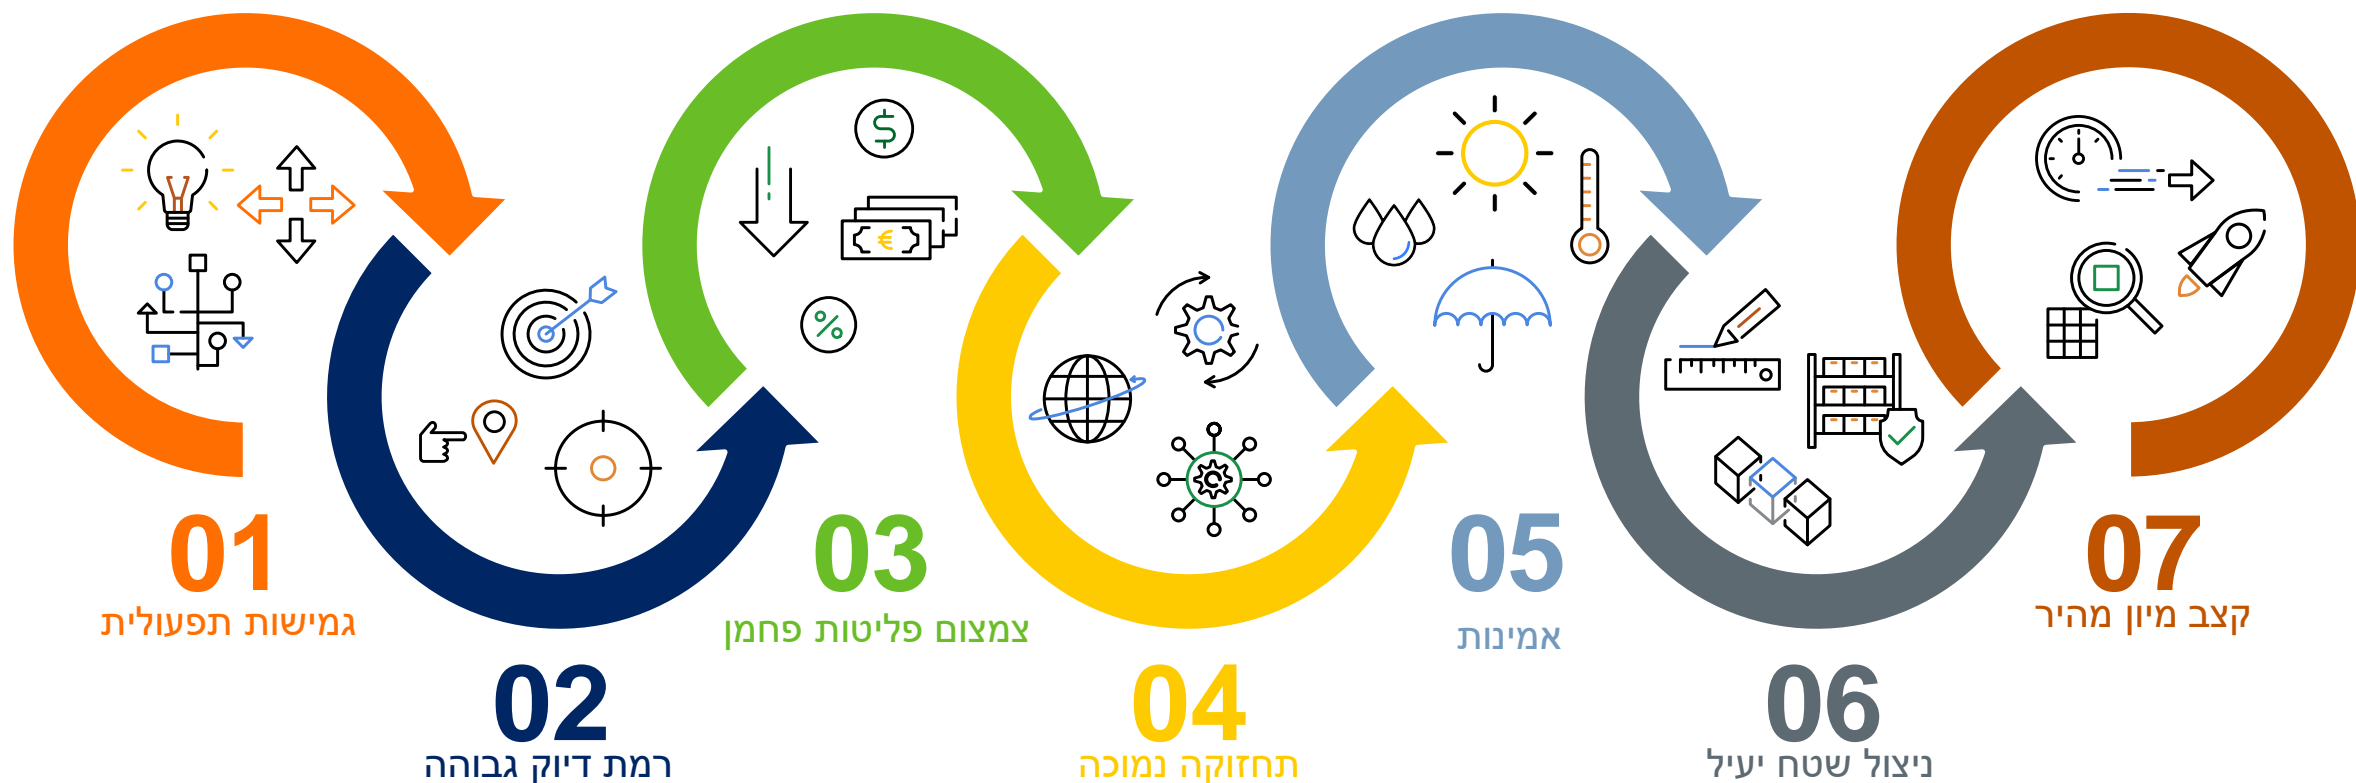 01
גמישות תפעולית
02
רמת דיוק גבוהה
03
צמצום פליטות פחמן
04
תחזוקה נמוכה
05
אמינות
06
ניצול שטח יעיל
07
קצב מיון מהיר